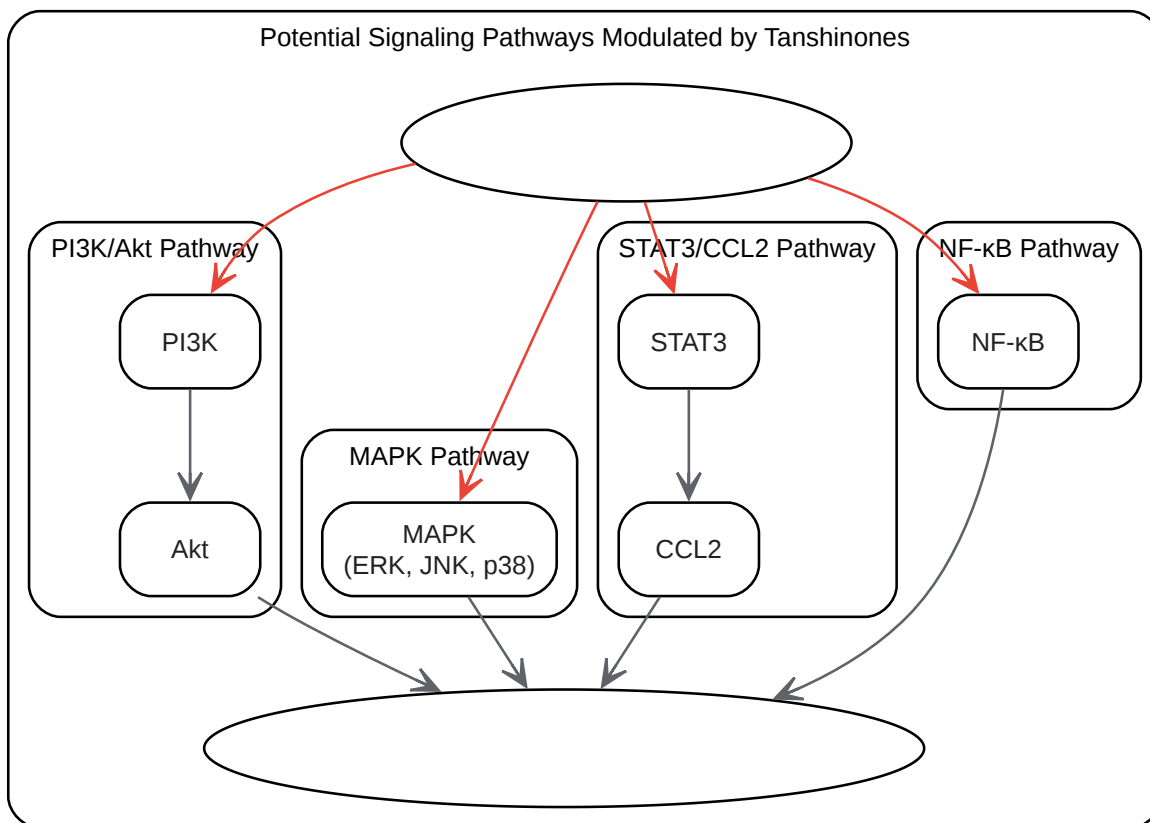 Potential Signaling Pathways Modulated by Tanshinones
PI3K/Akt Pathway
STAT3/CCL2 Pathway
NF-κB Pathway
PI3K
STAT3
NF-κB
MAPK Pathway
Akt
MAPK
(ERK, JNK, p38)
CCL2